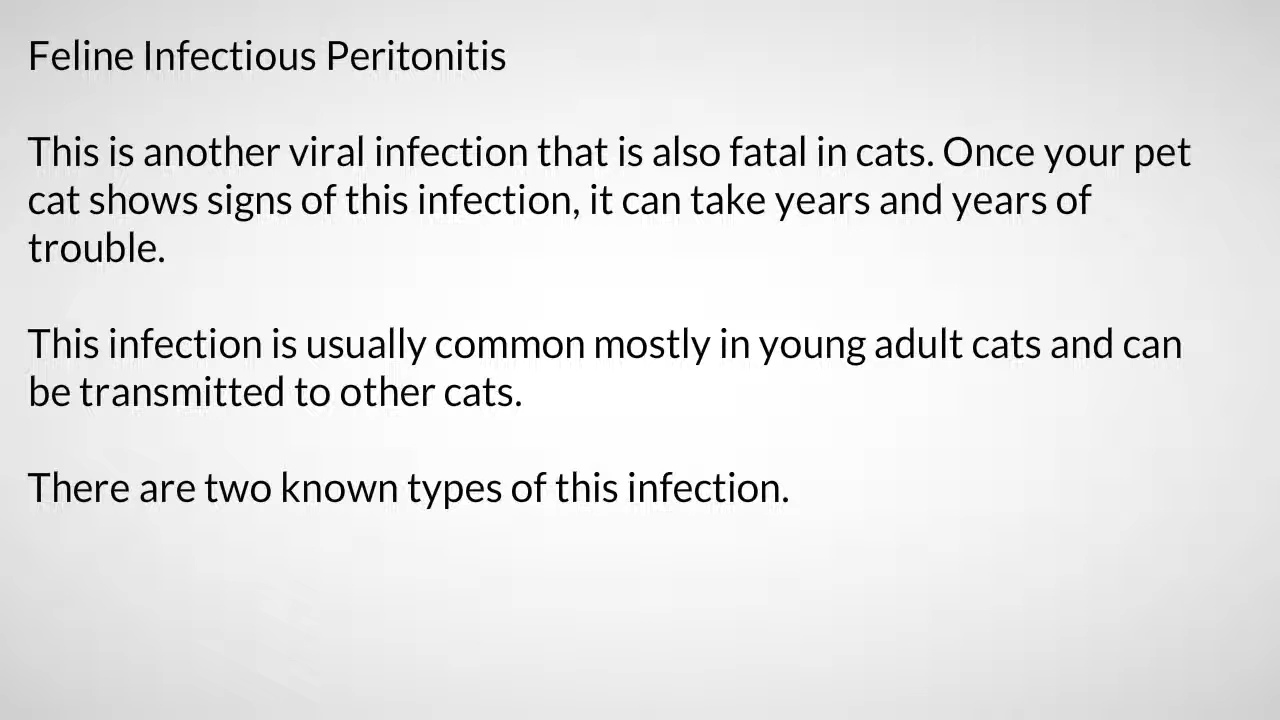 Feline Infectious Peritonitis
This is another viral infection that is also fatal in cats. Once your pet
cat shows signs of this infection, it can take years and years of
trouble.
This infection is usually common mostly in young adult cats and can
be transmitted to other cats.
There are two known types of this infection.